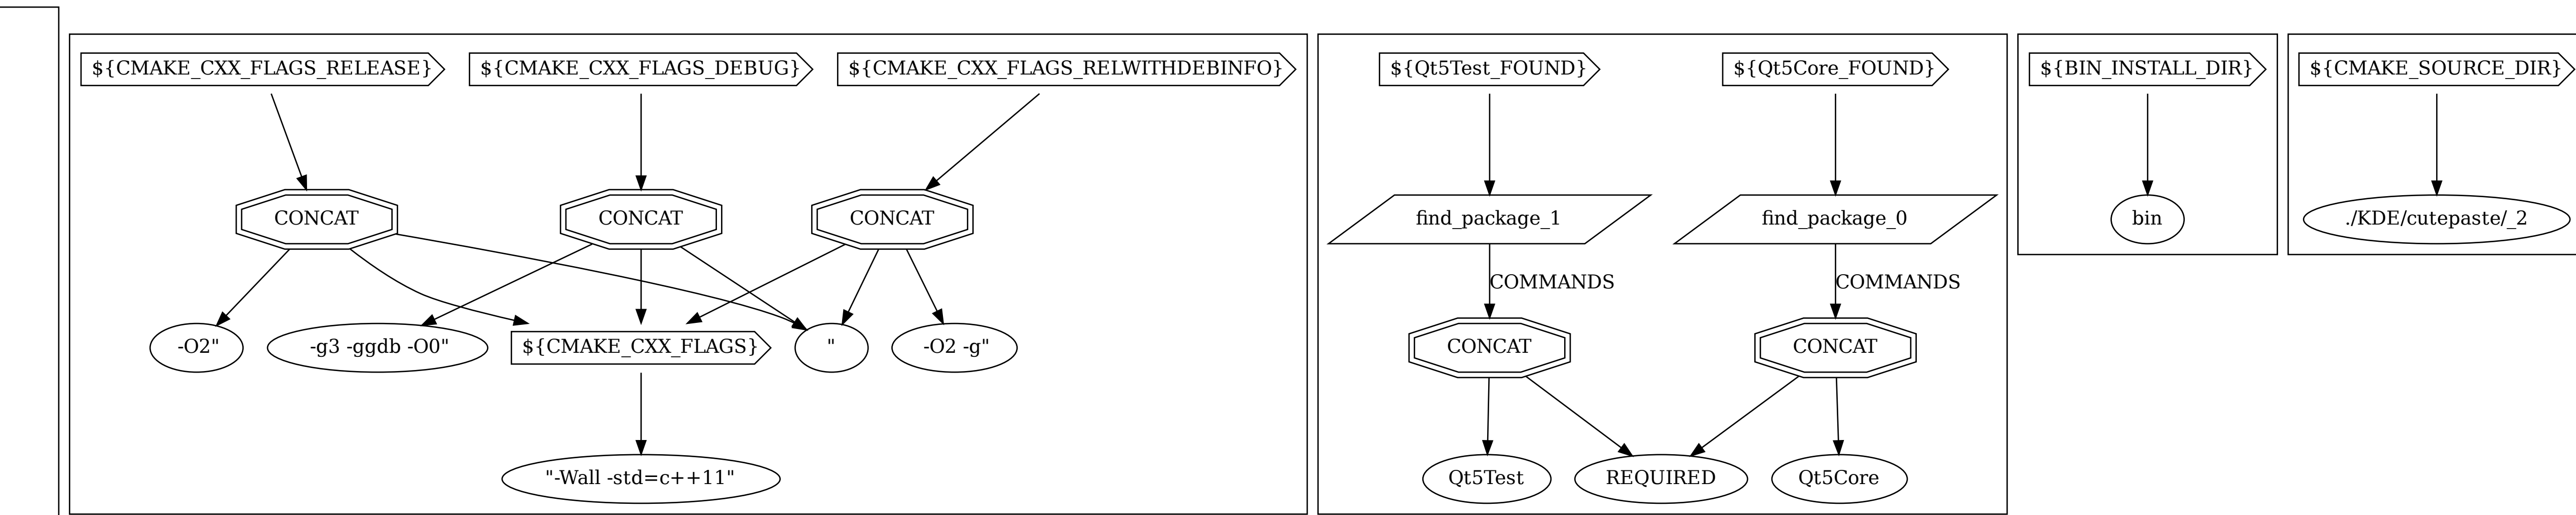 ${CMAKE_CXX_FLAGS_RELEASE}
${CMAKE_CXX_FLAGS_DEBUG}
${CMAKE_CXX_FLAGS_RELWITHDEBINFO}
CONCAT
CONCAT
CONCAT
-O2"
-g3 -ggdb -O0"
${CMAKE_CXX_FLAGS}
"
-O2 -g"
"-Wall -std=c++11"
${Qt5Test_FOUND}
${Qt5Core_FOUND}
find_package_1
find_package_0
COMMANDS
COMMANDS
CONCAT
CONCAT
Qt5Test
REQUIRED
Qt5Core
${BIN_INSTALL_DIR}
bin
${CMAKE_SOURCE_DIR}
./KDE/cutepaste/_2